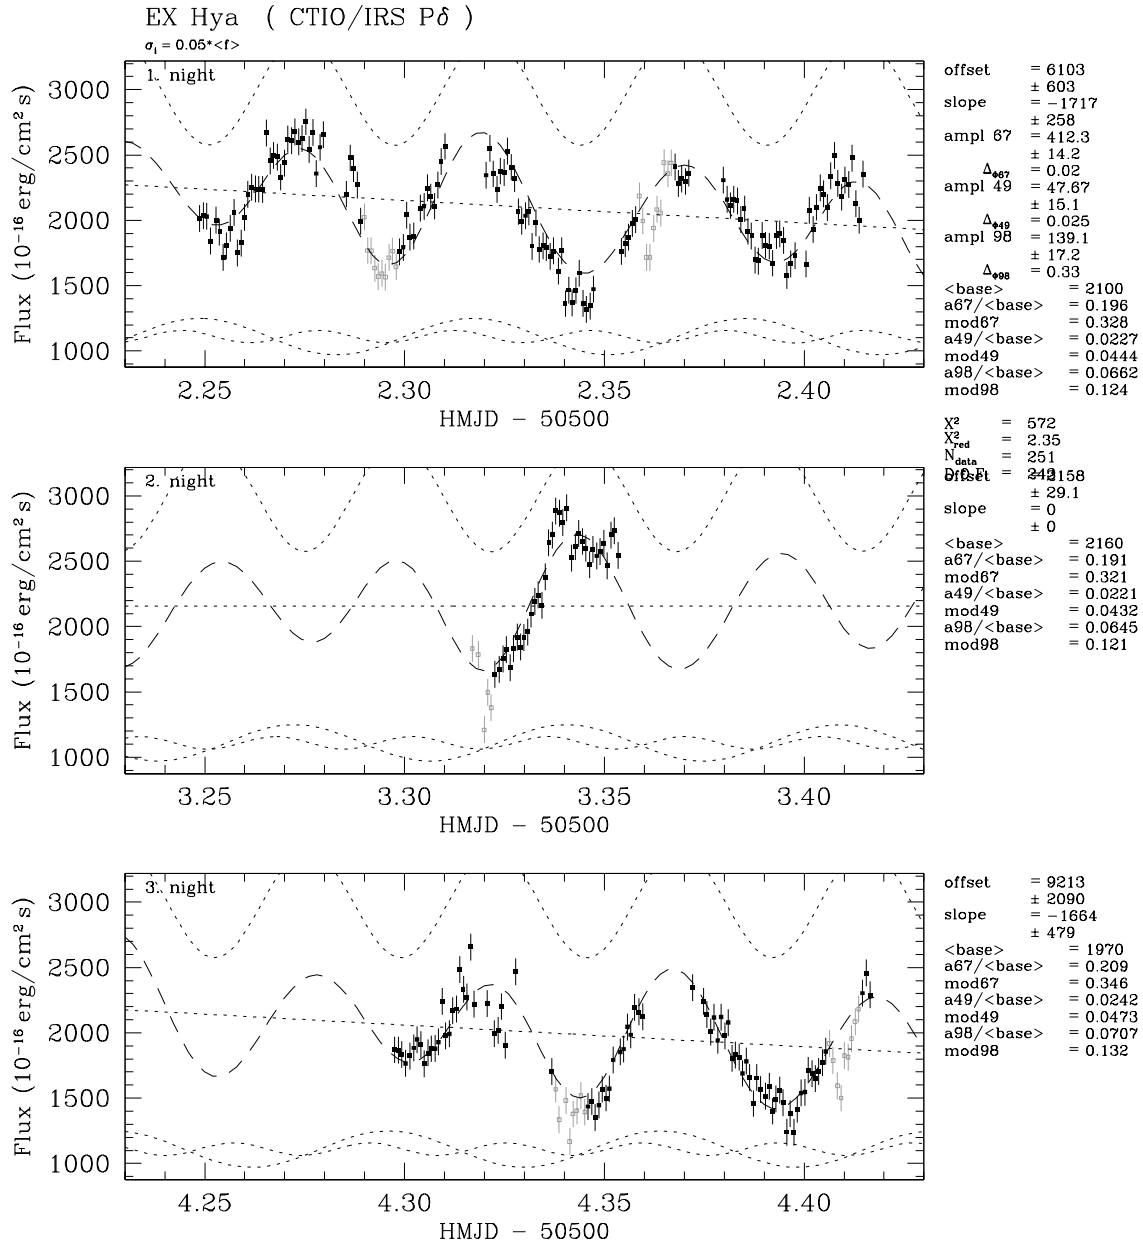 EX Hya ( CTIO/IRS Pδ )
σi = 0.05*<f>
1. night
Flux (10⁻¹⁶ erg/cm² s)
3000
2500
2000
1500
1000
2.25 2.30 2.35 2.40
HMJD − 50500
offset = 6103
± 603
slope = −1717
± 258
ampl 67 = 412.3
± 14.2
ΔΦ67 = 0.02
ampl 49 = 47.67
± 15.1
ΔΦ49 = 0.025
ampl 98 = 139.1
± 17.2
ΔΦ98 = 0.33
<base> = 2100
a67/<base> = 0.196
mod67 = 0.328
a49/<base> = 0.0227
mod49 = 0.0444
a98/<base> = 0.0662
mod98 = 0.124
X² = 572
X²red = 2.35
Ndata = 251
2. night
Flux (10⁻¹⁶ erg/cm² s)
3000
2500
2000
1500
1000
3.25 3.30 3.35 3.40
HMJD − 50500
offset = 2158
± 29.1
slope = 0
± 0
<base> = 2160
a67/<base> = 0.191
mod67 = 0.321
a49/<base> = 0.0221
mod49 = 0.0432
a98/<base> = 0.0645
mod98 = 0.121
3. night
Flux (10⁻¹⁶ erg/cm² s)
3000
2500
2000
1500
1000
4.25 4.30 4.35 4.40
HMJD − 50500
offset = 9213
± 2090
slope = −1664
± 479
<base> = 1970
a67/<base> = 0.209
mod67 = 0.346
a49/<base> = 0.0242
mod49 = 0.0473
a98/<base> = 0.0707
mod98 = 0.132